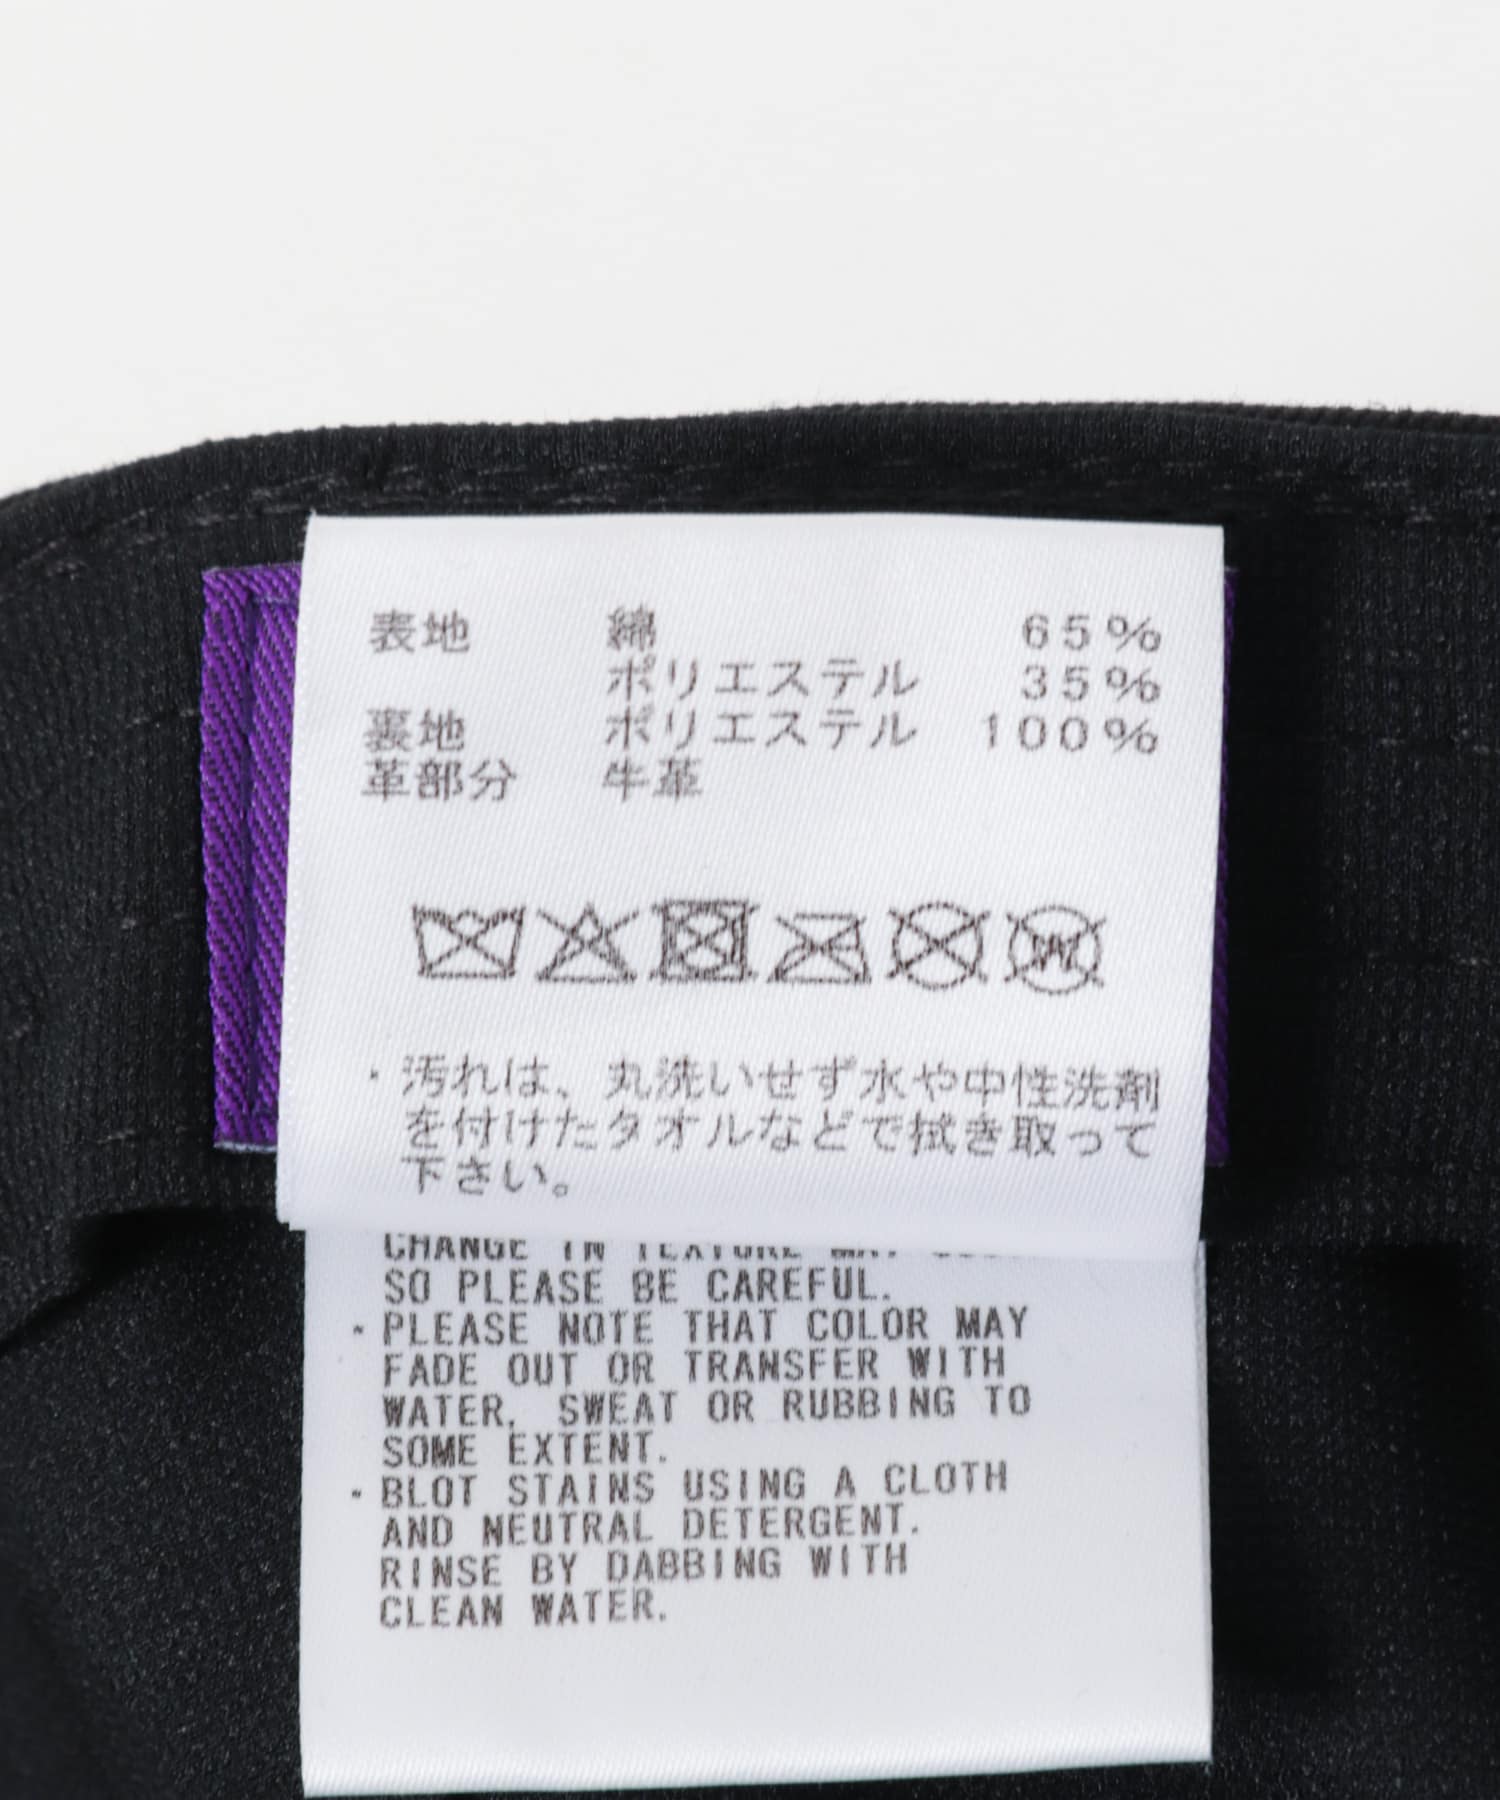 表地 綿 65%
ポリエステル 35%
裏地 ポリエステル 100%
革部分 牛革
・汚れは、丸洗いせず水や中性洗剤
を付けたタオルなどで拭き取って
下さい。
CHANGE IN TEXTURE MAY
SO PLEASE BE CAREFUL.
・PLEASE NOTE THAT COLOR MAY
FADE OUT OR TRANSFER WITH
WATER, SWEAT OR RUBBING TO
SOME EXTENT.
・BLOT STAINS USING A CLOTH
AND NEUTRAL DETERGENT.
RINSE BY DABBING WITH
CLEAN WATER.